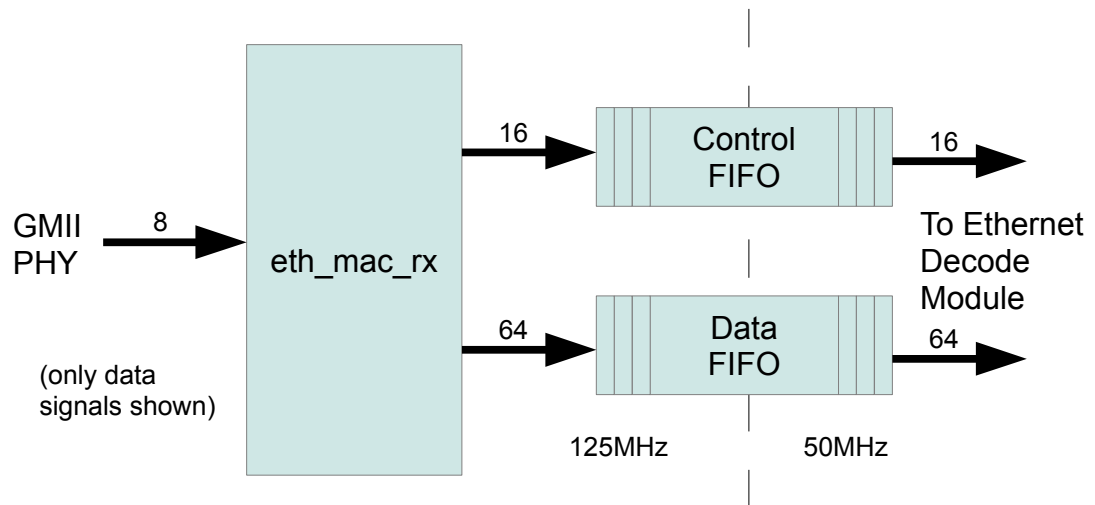 GMII
PHY
8
(only data
signals shown)
eth_mac_rx
16
64
Control
FIFO
Data
FIFO
125MHz
50MHz
16
To Ethernet
Decode
Module
64